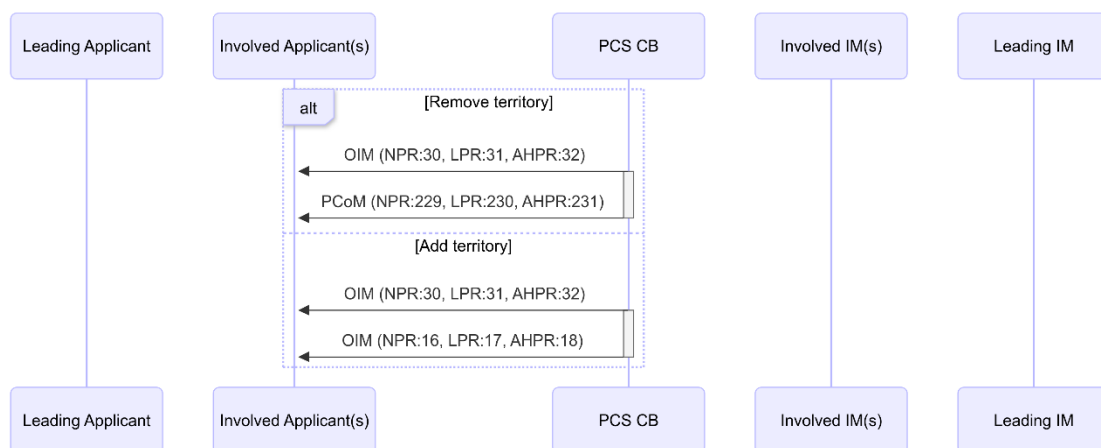 Leading Applicant
Involved Applicant(s)
PCS CB
Involved IM(s)
Leading IM
alt
[Remove territory]
OIM (NPR:30, LPR:31, AHPR:32)
PCoM (NPR:229, LPR:230, AHPR:231)
[Add territory]
OIM (NPR:30, LPR:31, AHPR:32)
OIM (NPR:16, LPR:17, AHPR:18)
Leading Applicant
Involved Applicant(s)
PCS CB
Involved IM(s)
Leading IM